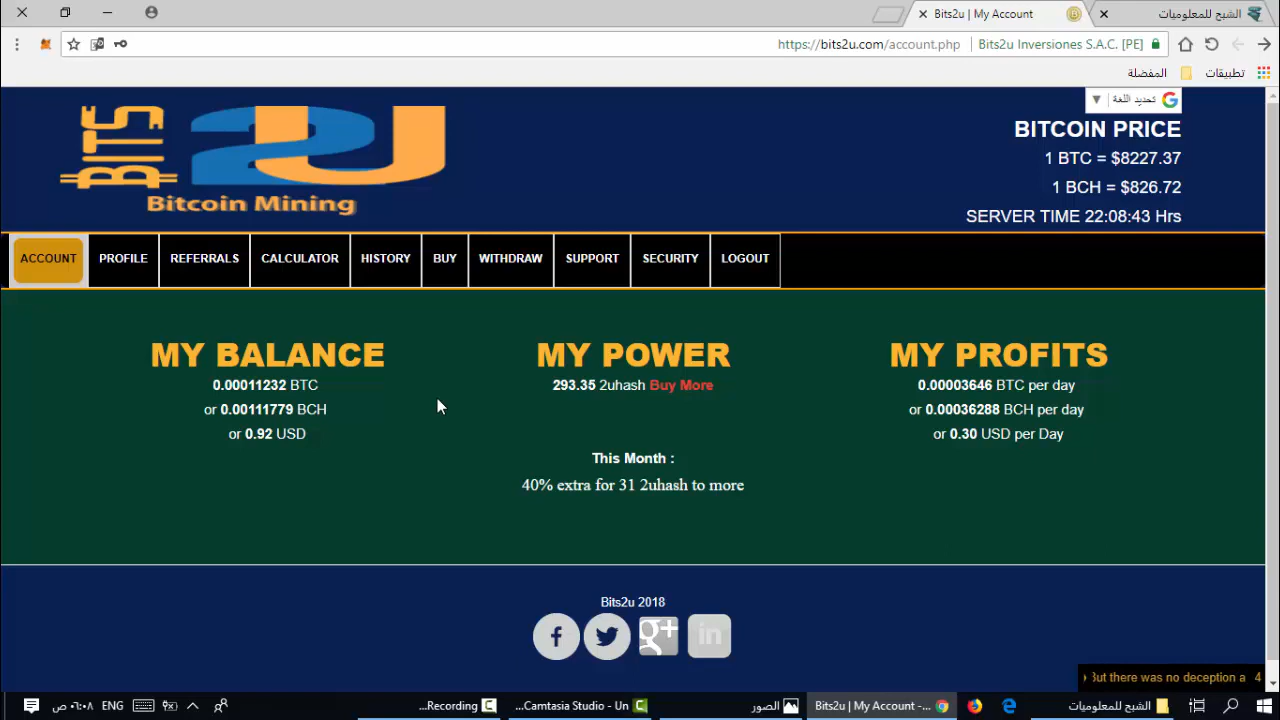 Bits2u | My Account
الشبح للمعلوميات
https://bits2u.com/account.php
Bits2u Inversiones S.A.C. [PE]
المفضلة
تطبيقات
BITS
2U
Bitcoin Mining
تحديد اللغة
BITCOIN PRICE
1 BTC = $8227.37
1 BCH = $826.72
SERVER TIME 22:08:43 Hrs
ACCOUNT PROFILE REFERRALS CALCULATOR HISTORY BUY WITHDRAW SUPPORT SECURITY LOGOUT
MY BALANCE
0.00011232 BTC
or 0.00111779 BCH
or 0.92 USD
MY POWER
293.35 2uhash Buy More
This Month :
40% extra for 31 2uhash to more
MY PROFITS
0.00003646 BTC per day
or 0.00036288 BCH per day
or 0.30 USD per Day
Bits2u 2018
But there was no deception a 4
٠٦:٠٨ ص
ENG
...Recording
...Camtasia Studio - Un
الصور
Bits2u | My Account -...
الشبح للمعلوميات